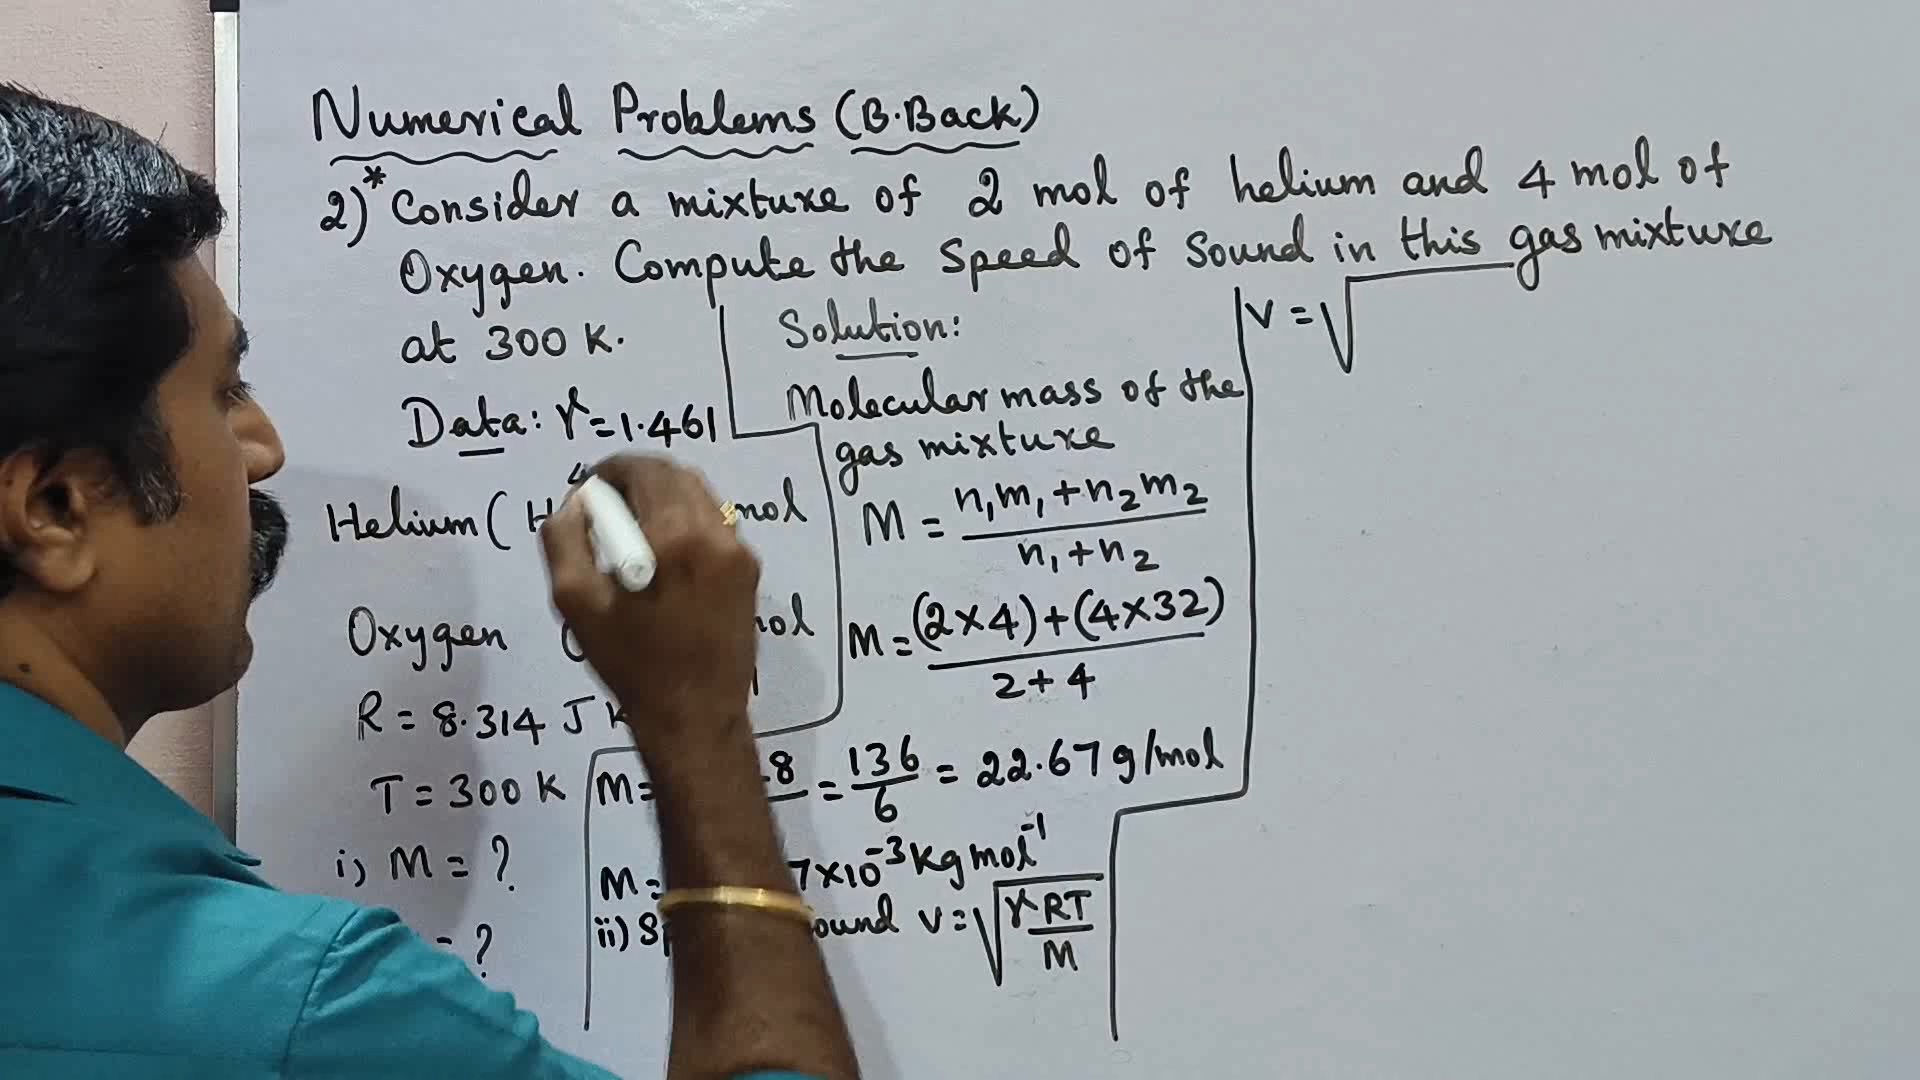 Numerical Problems (B.Back)
2)* Consider a mixture of 2 mol of helium and 4 mol of
Oxygen. Compute the Speed of Sound in this gas mixture
at 300 K.
Data: γ = 1.461
Helium ( mol
Oxygen
R = 8.314 J
T = 300 K
i) M = ?
= ?
Solution:
Molecular mass of the
gas mixture
M = n₁m₁ + n₂m₂ / n₁ + n₂
M = (2×4)+(4×32) / 2+4
M = = 136/6 = 22.67 g/mol
M = 7×10⁻³ kg mol⁻¹
ii) v = √γRT/M
v = √